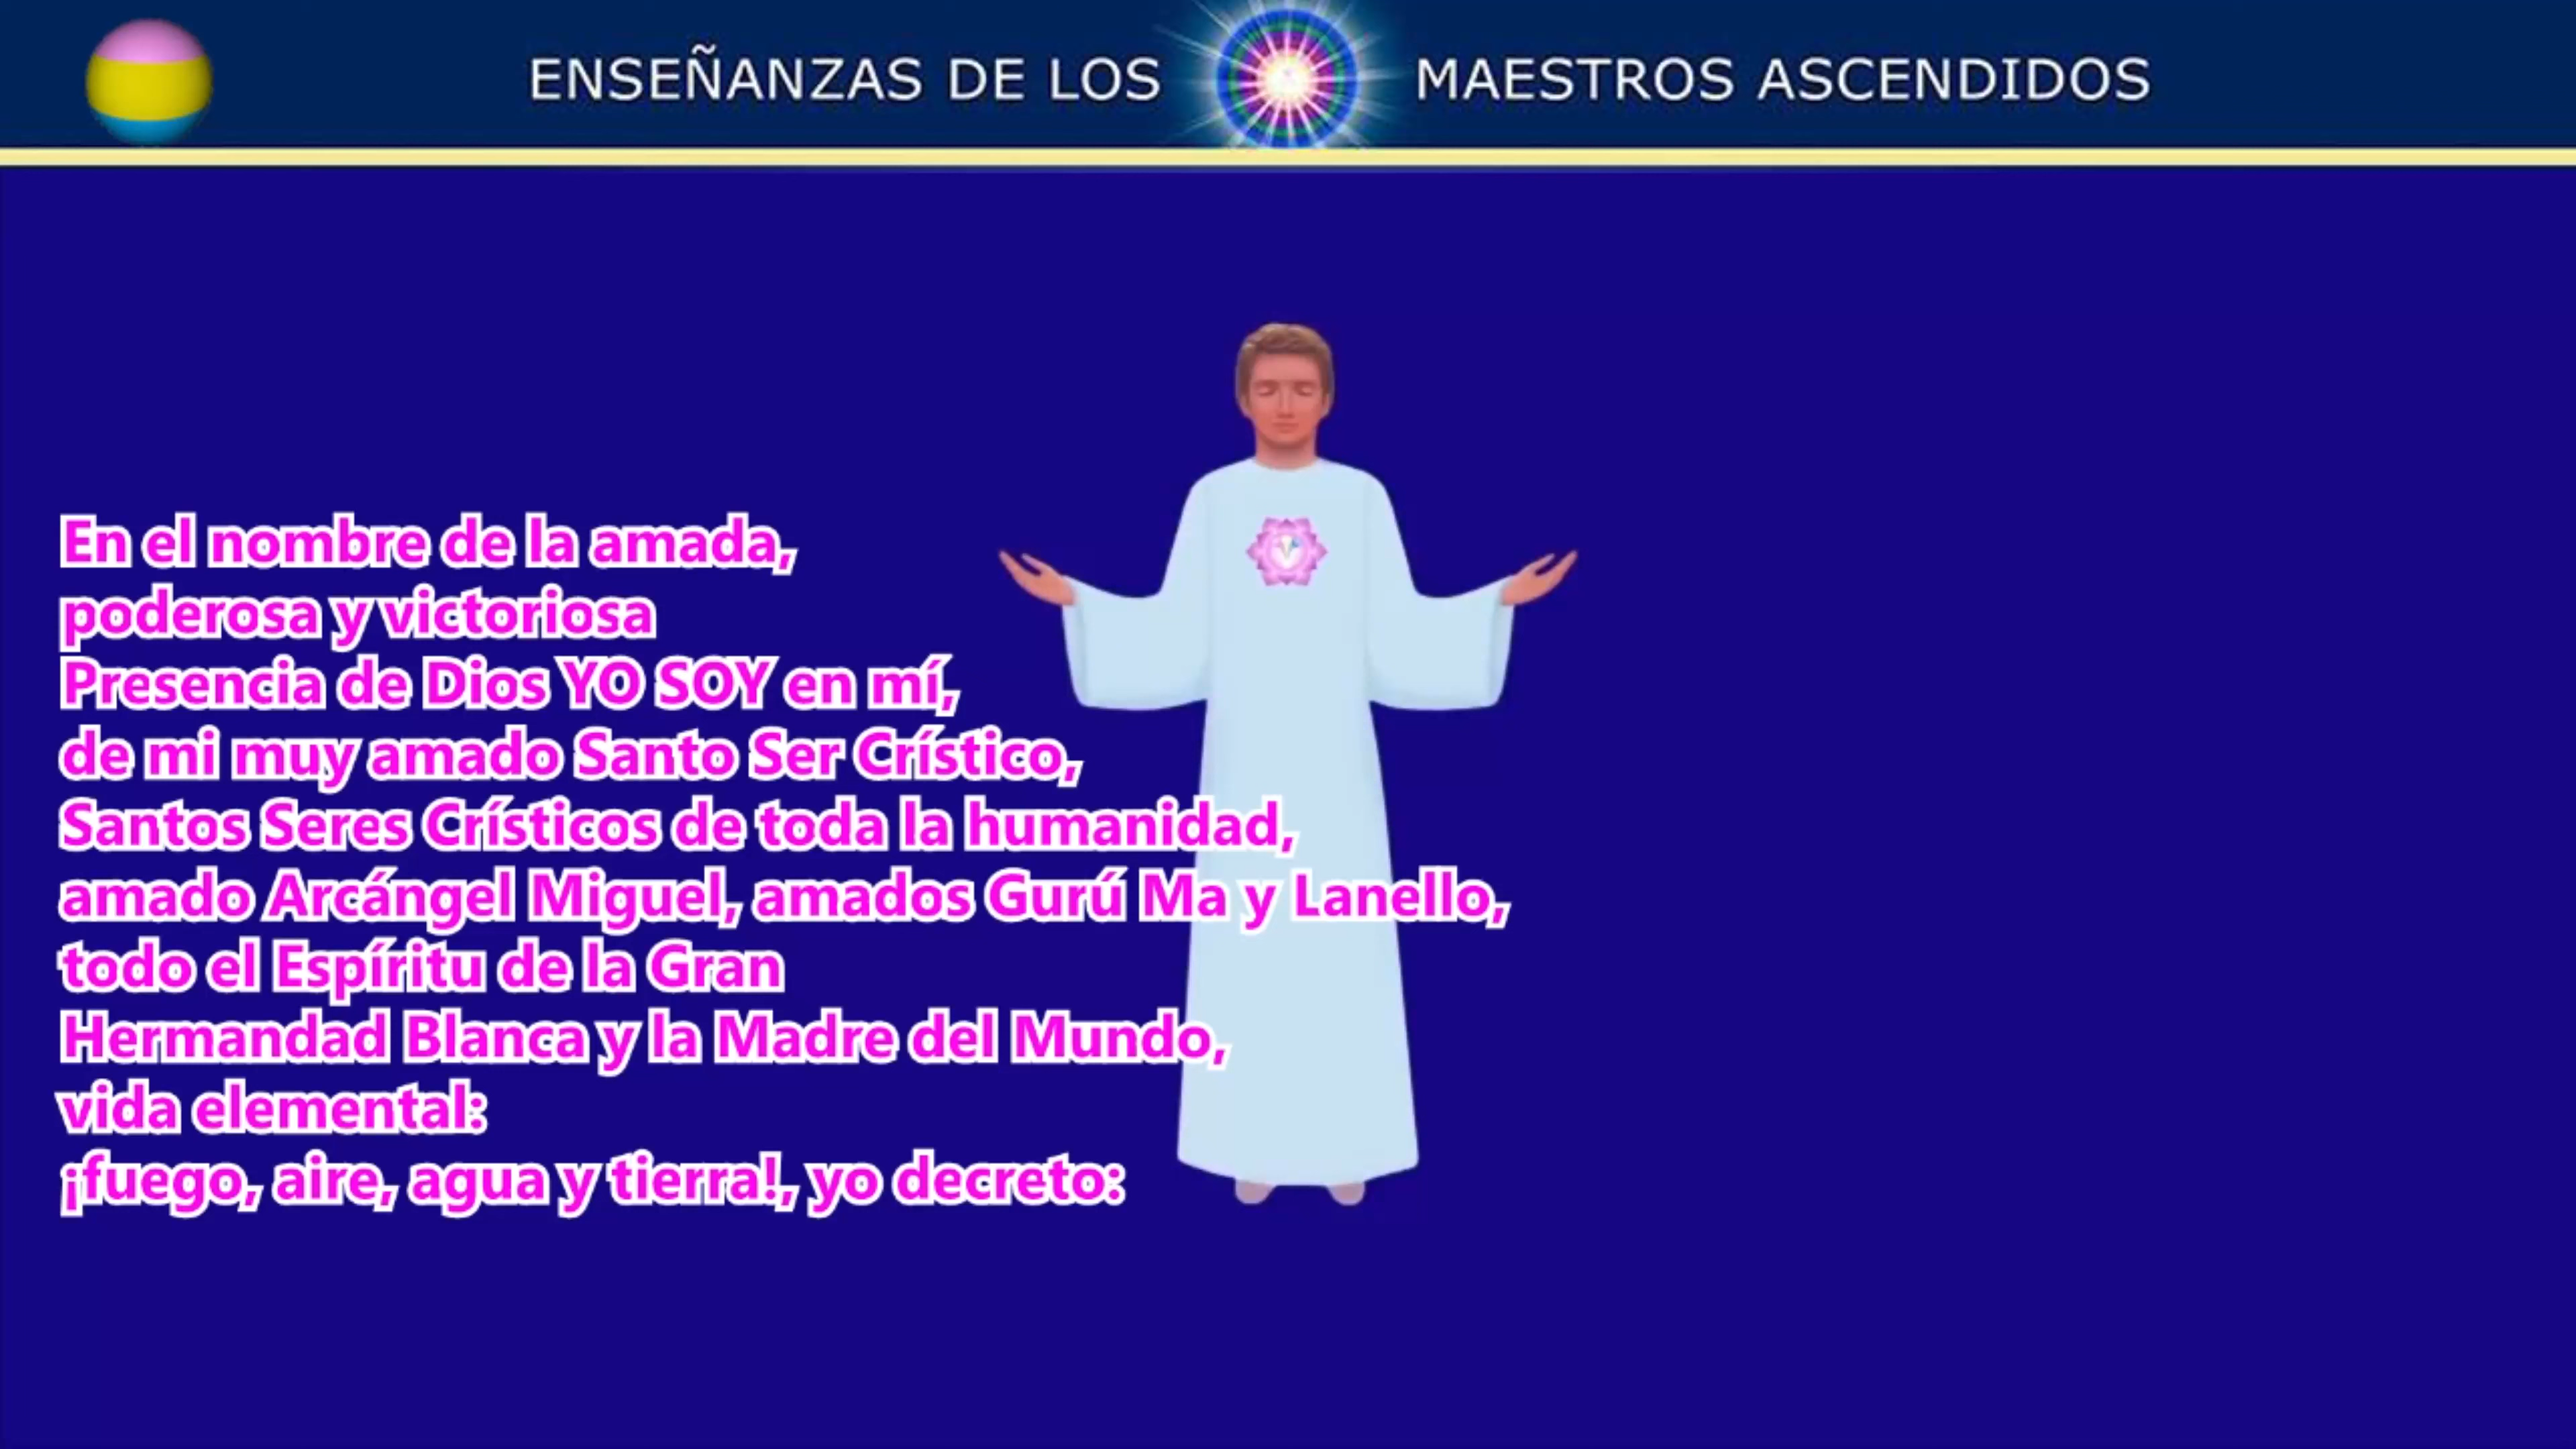 ENSEÑANZAS DE LOS MAESTROS ASCENDIDOS
En el nombre de la amada,
poderosa y victoriosa
Presencia de Dios YO SOY en mí,
de mi muy amado Santo Ser Crístico,
Santos Seres Crísticos de toda la humanidad,
amado Arcángel Miguel, amados Gurú Ma y Lanello,
todo el Espíritu de la Gran
Hermandad Blanca y la Madre del Mundo,
vida elemental:
¡fuego, aire, agua y tierra!, yo decreto: